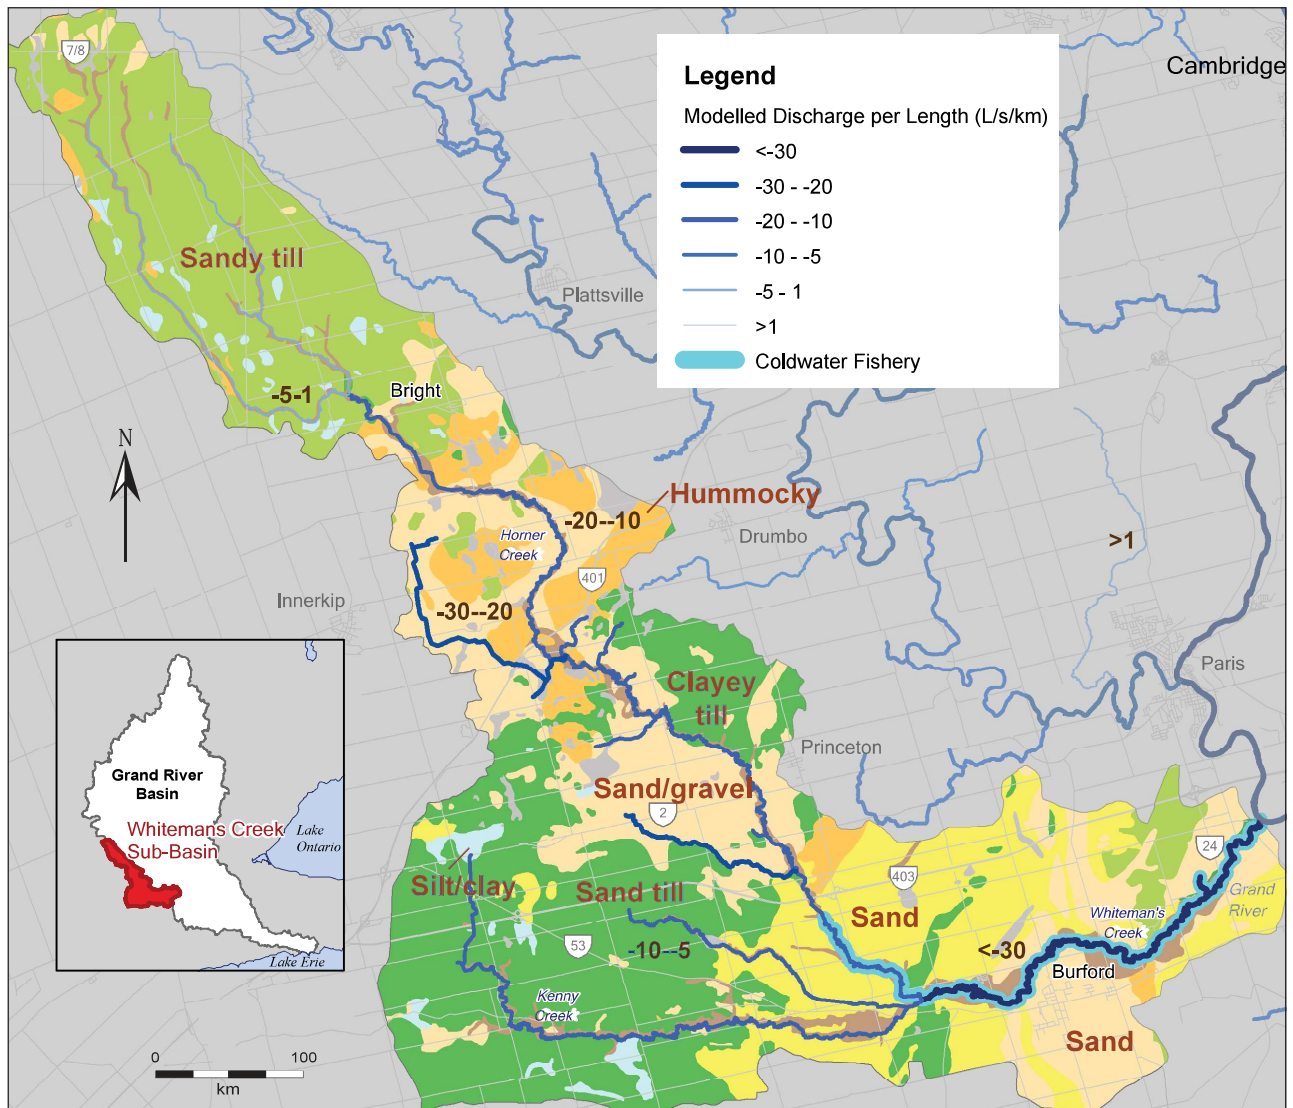 7/8
Cambridge
Legend
Modelled Discharge per Length (L/s/km)
<-30
-30 - -20
-20 - -10
-10 - -5
-5 - 1
>1
Coldwater Fishery
Sandy till
Plattsville
-5-1
Bright
N
Hummocky
-20--10
Horner
Creek
Drumbo
>1
401
Innerkip
-30--20
Paris
Clayey
till
Princeton
Sand/gravel
2
Grand River
Basin
Whitemans Creek
Sub-Basin
Lake
Ontario
Lake Erie
24
Silt/clay
Sand till
403
Grand
River
Sand
Whiteman's
Creek
53
-10--5
<-30
Burford
Kenny
Creek
Sand
0 100
km